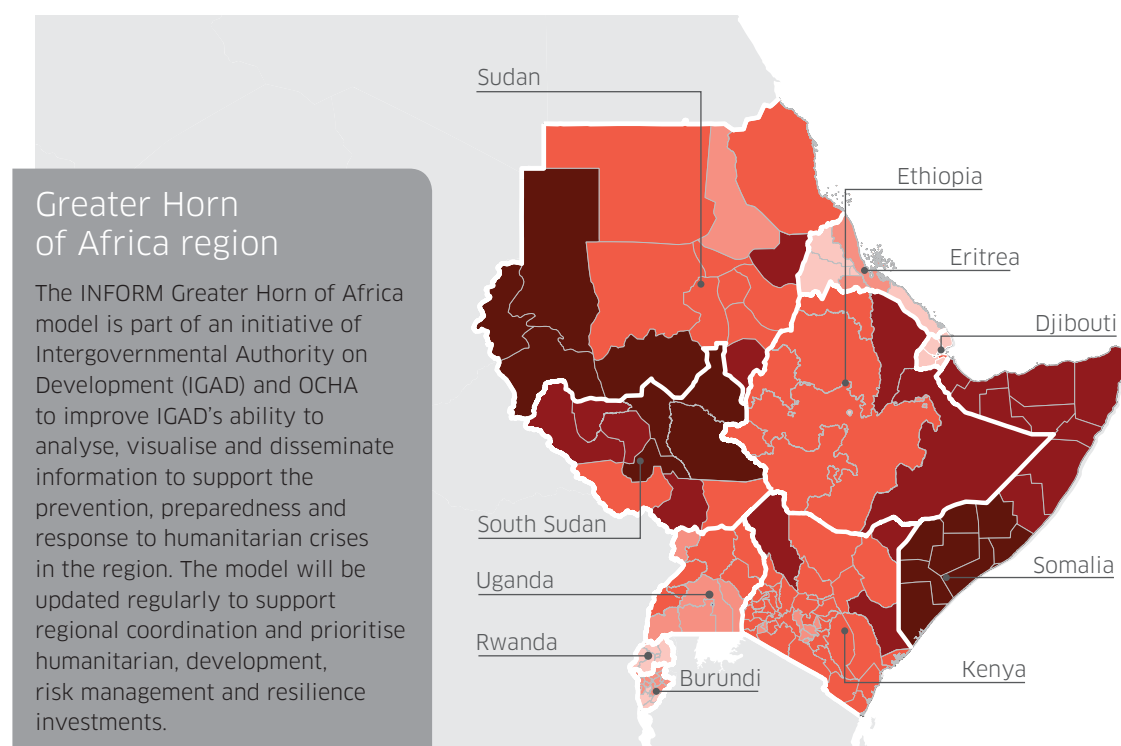 Greater Horn
of Africa region
The INFORM Greater Horn of Africa
model is part of an initiative of
Intergovernmental Authority on
Development (IGAD) and OCHA
to improve IGAD's ability to
analyse, visualise and disseminate
information to support the
prevention, preparedness and
response to humanitarian crises
in the region. The model will be
updated regularly to support
regional coordination and prioritise
humanitarian, development,
risk management and resilience
investments.
Sudan
Ethiopia
Eritrea
Djibouti
South Sudan
Somalia
Uganda
Rwanda
Burundi
Kenya